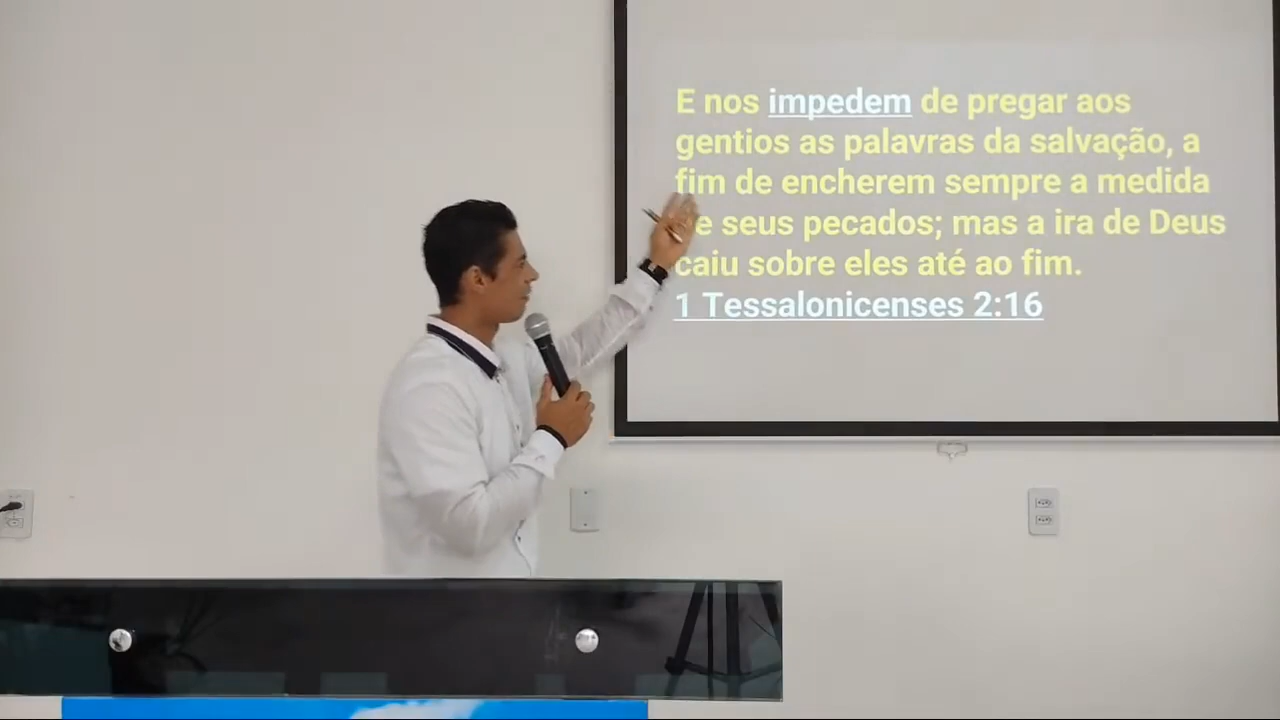 E nos impedem de pregar aos
gentios as palavras da salvação, a
fim de encherem sempre a medida
seus pecados; mas a ira de Deus
caiu sobre eles até ao fim.
1 Tessalonicenses 2:16